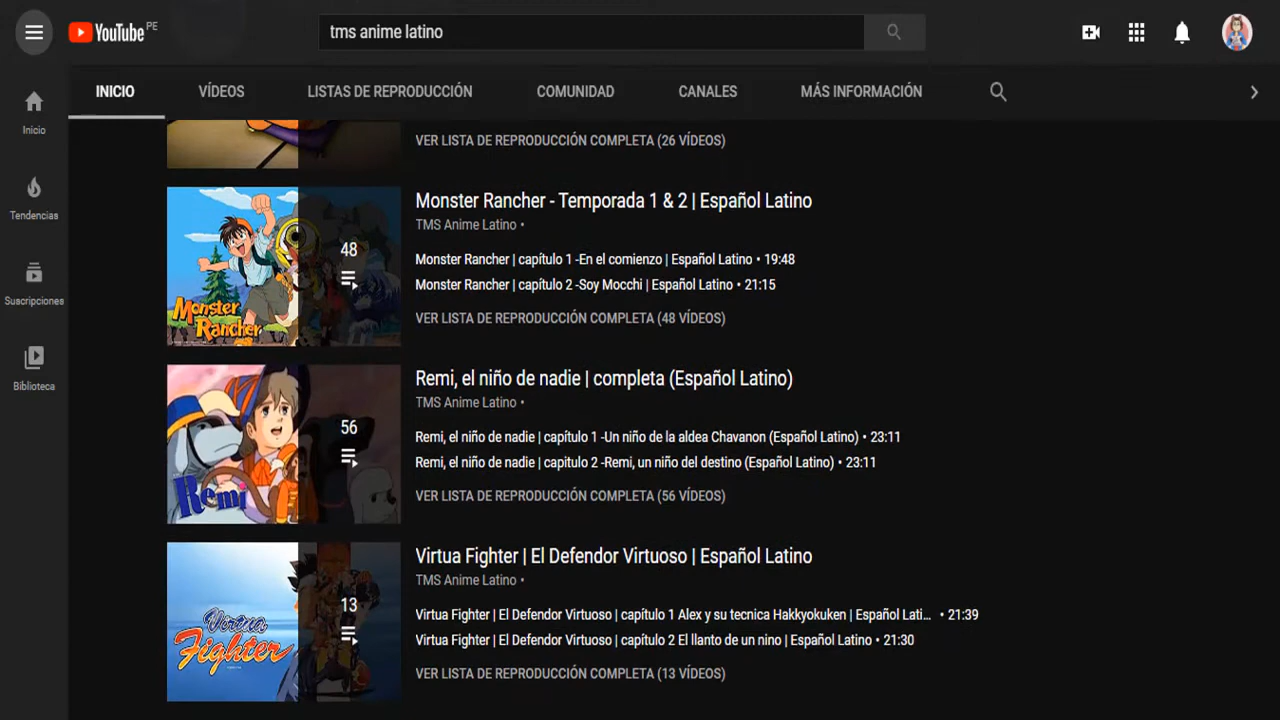 YouTube PE
tms anime latino
INICIO
VÍDEOS
LISTAS DE REPRODUCCIÓN
COMUNIDAD
CANALES
MÁS INFORMACIÓN
Inicio
Tendencias
Suscripciones
Biblioteca
VER LISTA DE REPRODUCCIÓN COMPLETA (26 VÍDEOS)
Monster Rancher
48
Monster Rancher - Temporada 1 & 2 | Español Latino
TMS Anime Latino •
Monster Rancher | capítulo 1 -En el comienzo | Español Latino • 19:48
Monster Rancher | capítulo 2 -Soy Mocchi | Español Latino • 21:15
VER LISTA DE REPRODUCCIÓN COMPLETA (48 VÍDEOS)
Remi
56
Remi, el niño de nadie | completa (Español Latino)
TMS Anime Latino •
Remi, el niño de nadie | capítulo 1 -Un niño de la aldea Chavanon (Español Latino) • 23:11
Remi, el niño de nadie | capitulo 2 -Remi, un niño del destino (Español Latino) • 23:11
VER LISTA DE REPRODUCCIÓN COMPLETA (56 VÍDEOS)
Virtua Fighter
13
Virtua Fighter | El Defendor Virtuoso | Español Latino
TMS Anime Latino •
Virtua Fighter | El Defendor Virtuoso | capítulo 1 Alex y su tecnica Hakkyokuken | Español Lati... • 21:39
Virtua Fighter | El Defendor Virtuoso | capítulo 2 El llanto de un nino | Español Latino • 21:30
VER LISTA DE REPRODUCCIÓN COMPLETA (13 VÍDEOS)